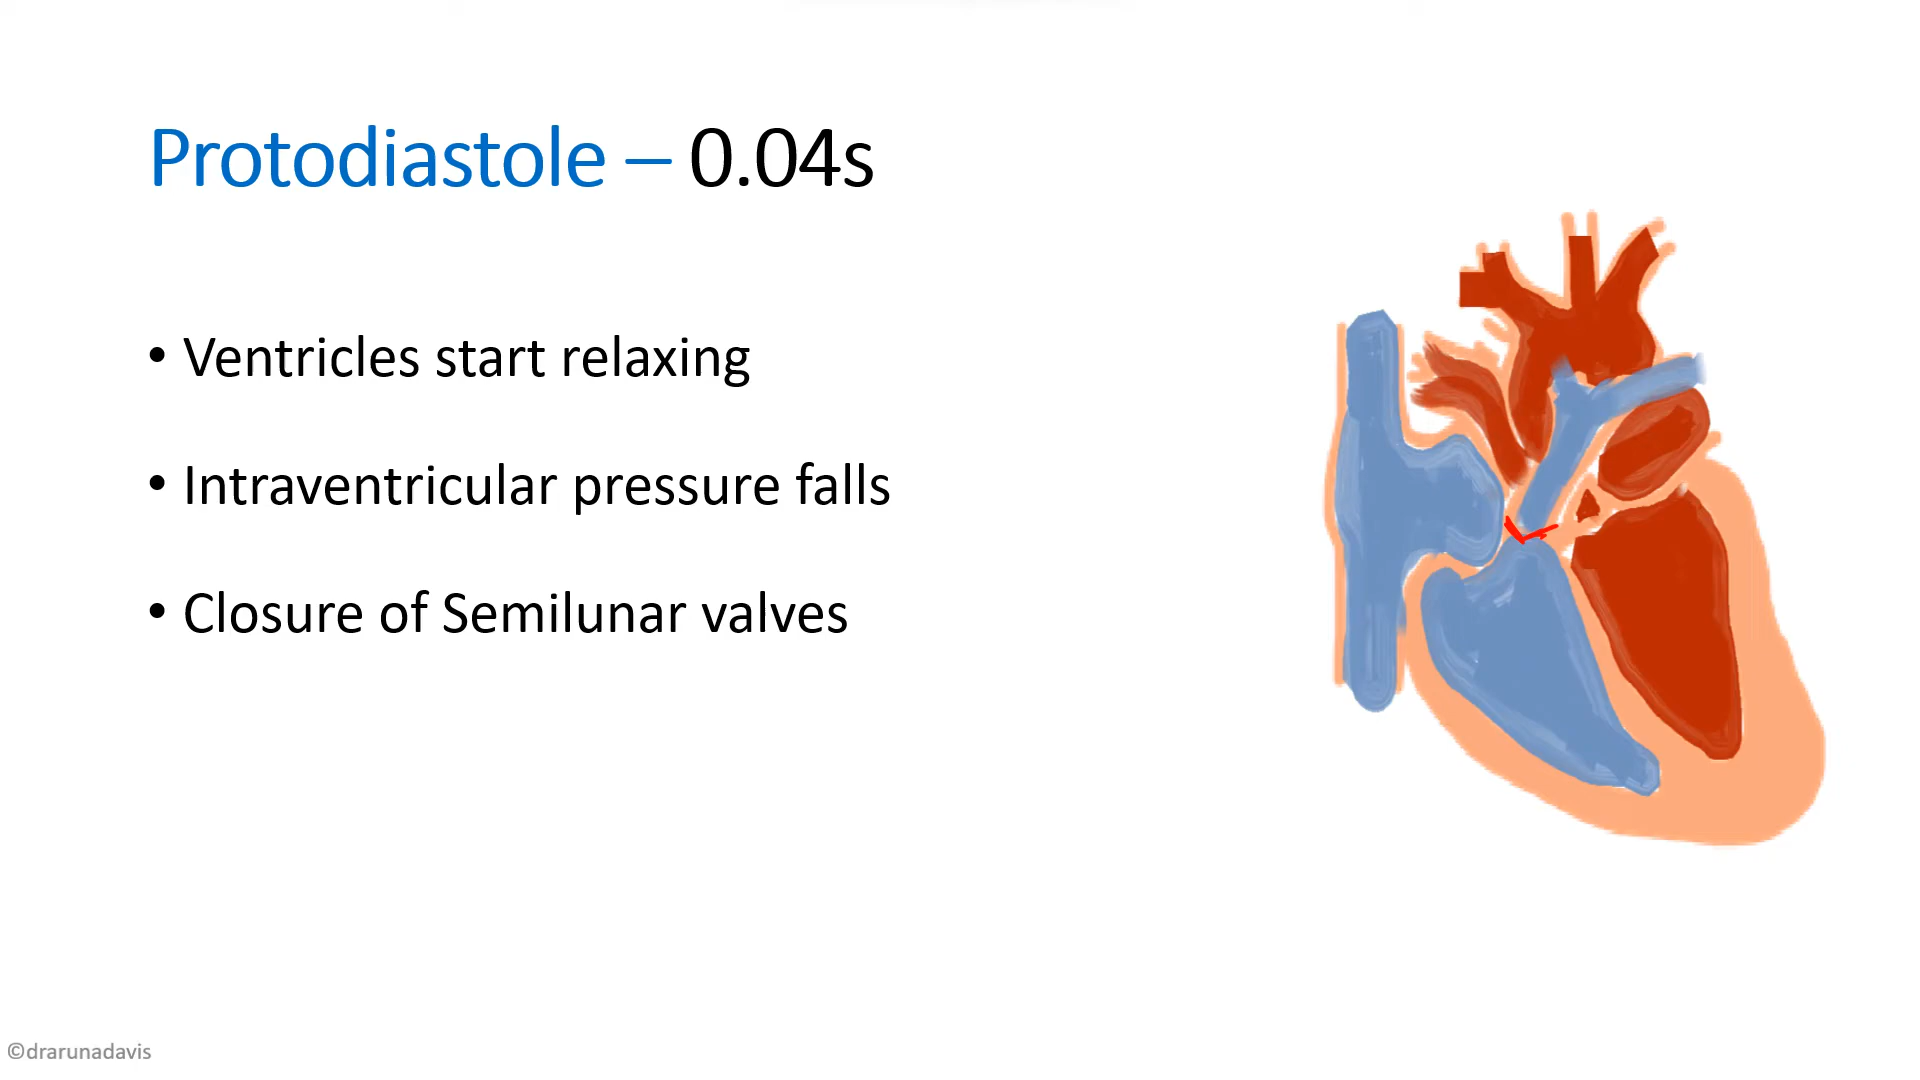 Protodiastole – 0.04s
• Ventricles start relaxing
• Intraventricular pressure falls
• Closure of Semilunar valves
©drarunadavis